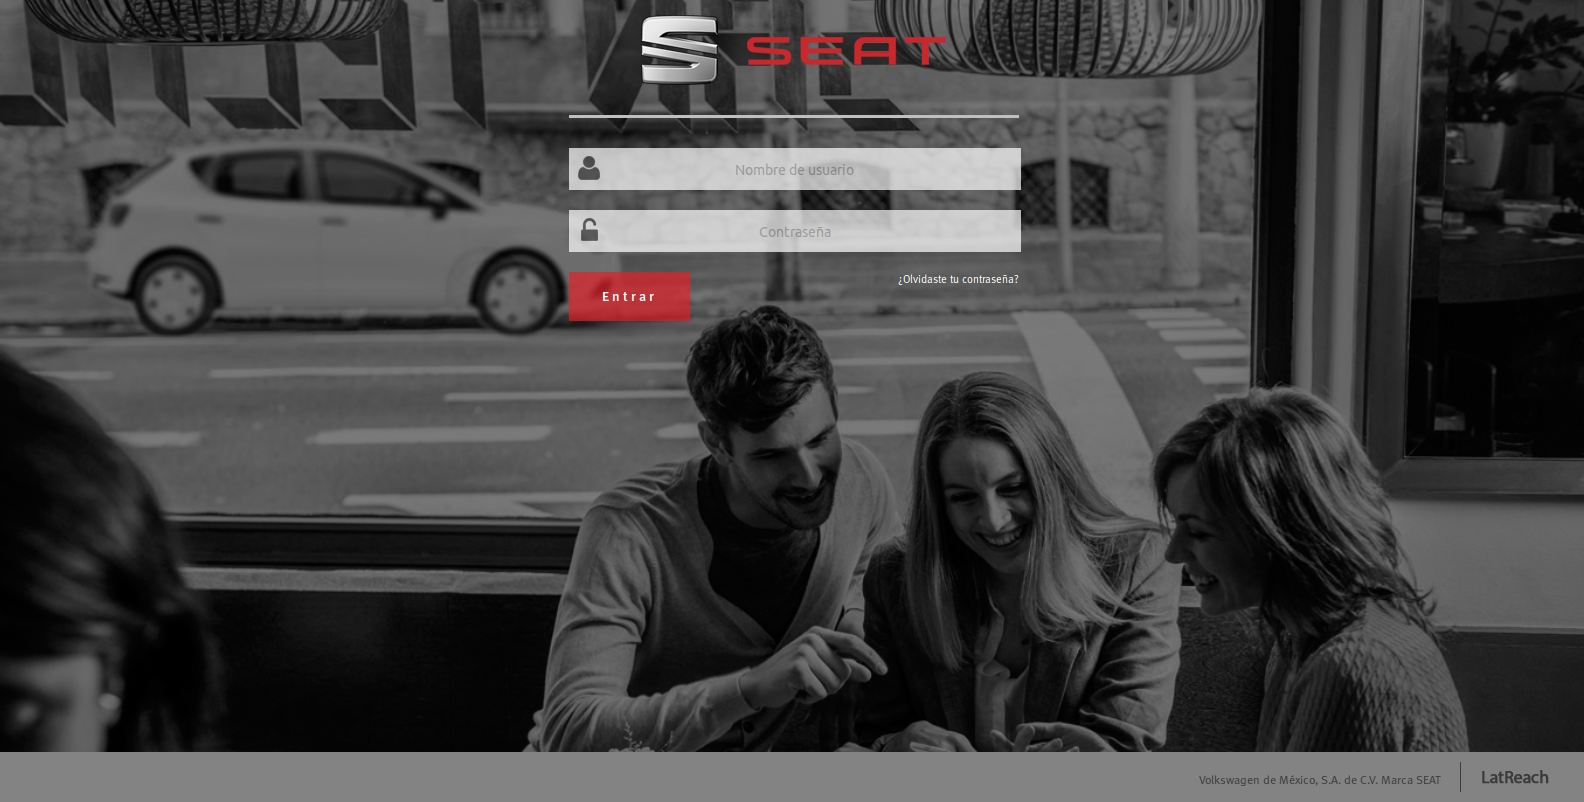 SEAT
Nombre de usuario
Contraseña
¿Olvidaste tu contraseña?
Entrar
Volkswagen de México, S.A. de C.V. Marca SEAT
LatReach